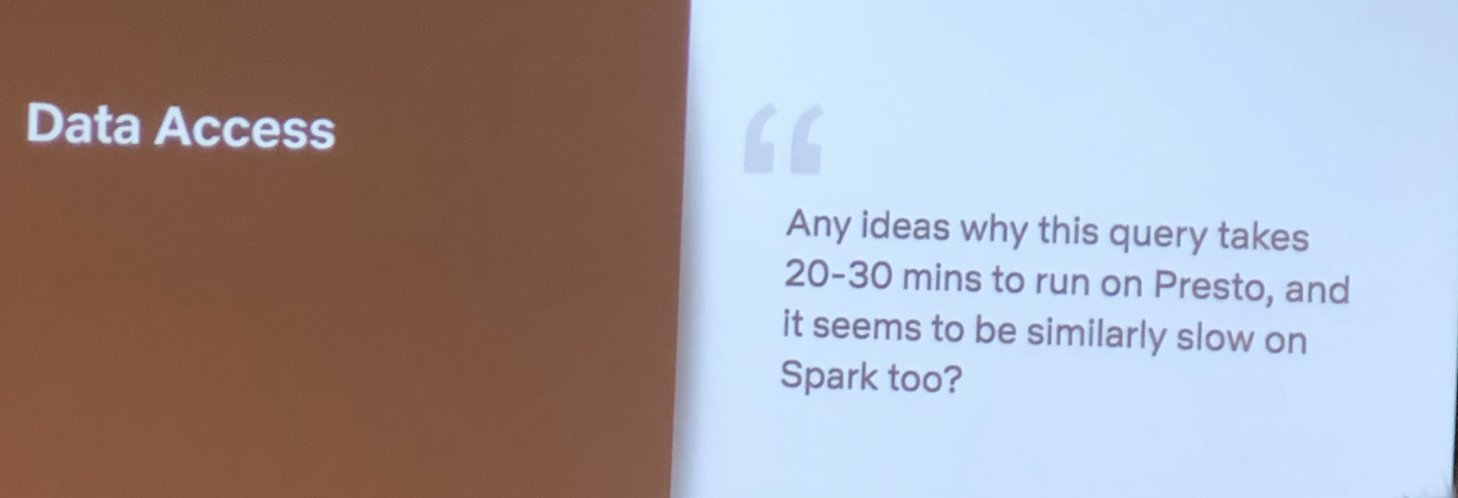 Data Access
“
Any ideas why this query takes
20-30 mins to run on Presto, and
it seems to be similarly slow on
Spark too?